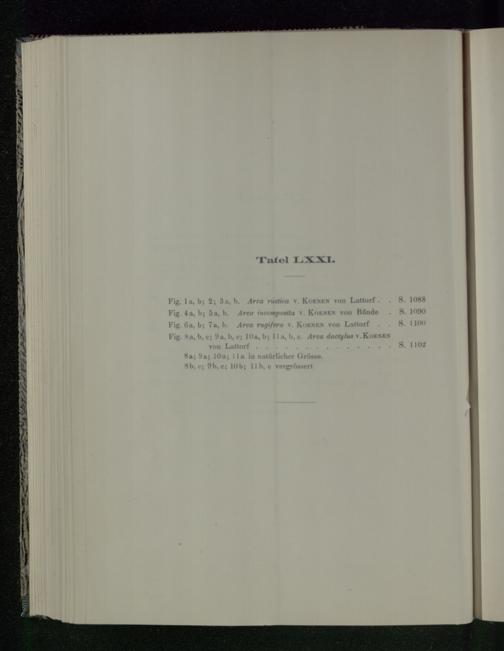 Tafel LXXI.
Fig. 1a, b; 2; 3a, b. Arca rustica v. Koenen von Lattorf . . S. 1088
Fig. 4a, b; 5a, b. Arca incomposita v. Koenen von Bünde . S. 1090
Fig. 6a, b; 7a, b. Arca rugifera v. Koenen von Lattorf . . S. 1100
Fig. 8a, b, c; 9a, b, c; 10a, b; 11a, b, c. Arca dactylus v. Koenen
von Lattorf . . . . . . . . . . . . . . S. 1102
8a; 9a; 10a; 11a in natürlicher Grösse.
8b, c; 9b, c; 10b; 11b, c vergrössert